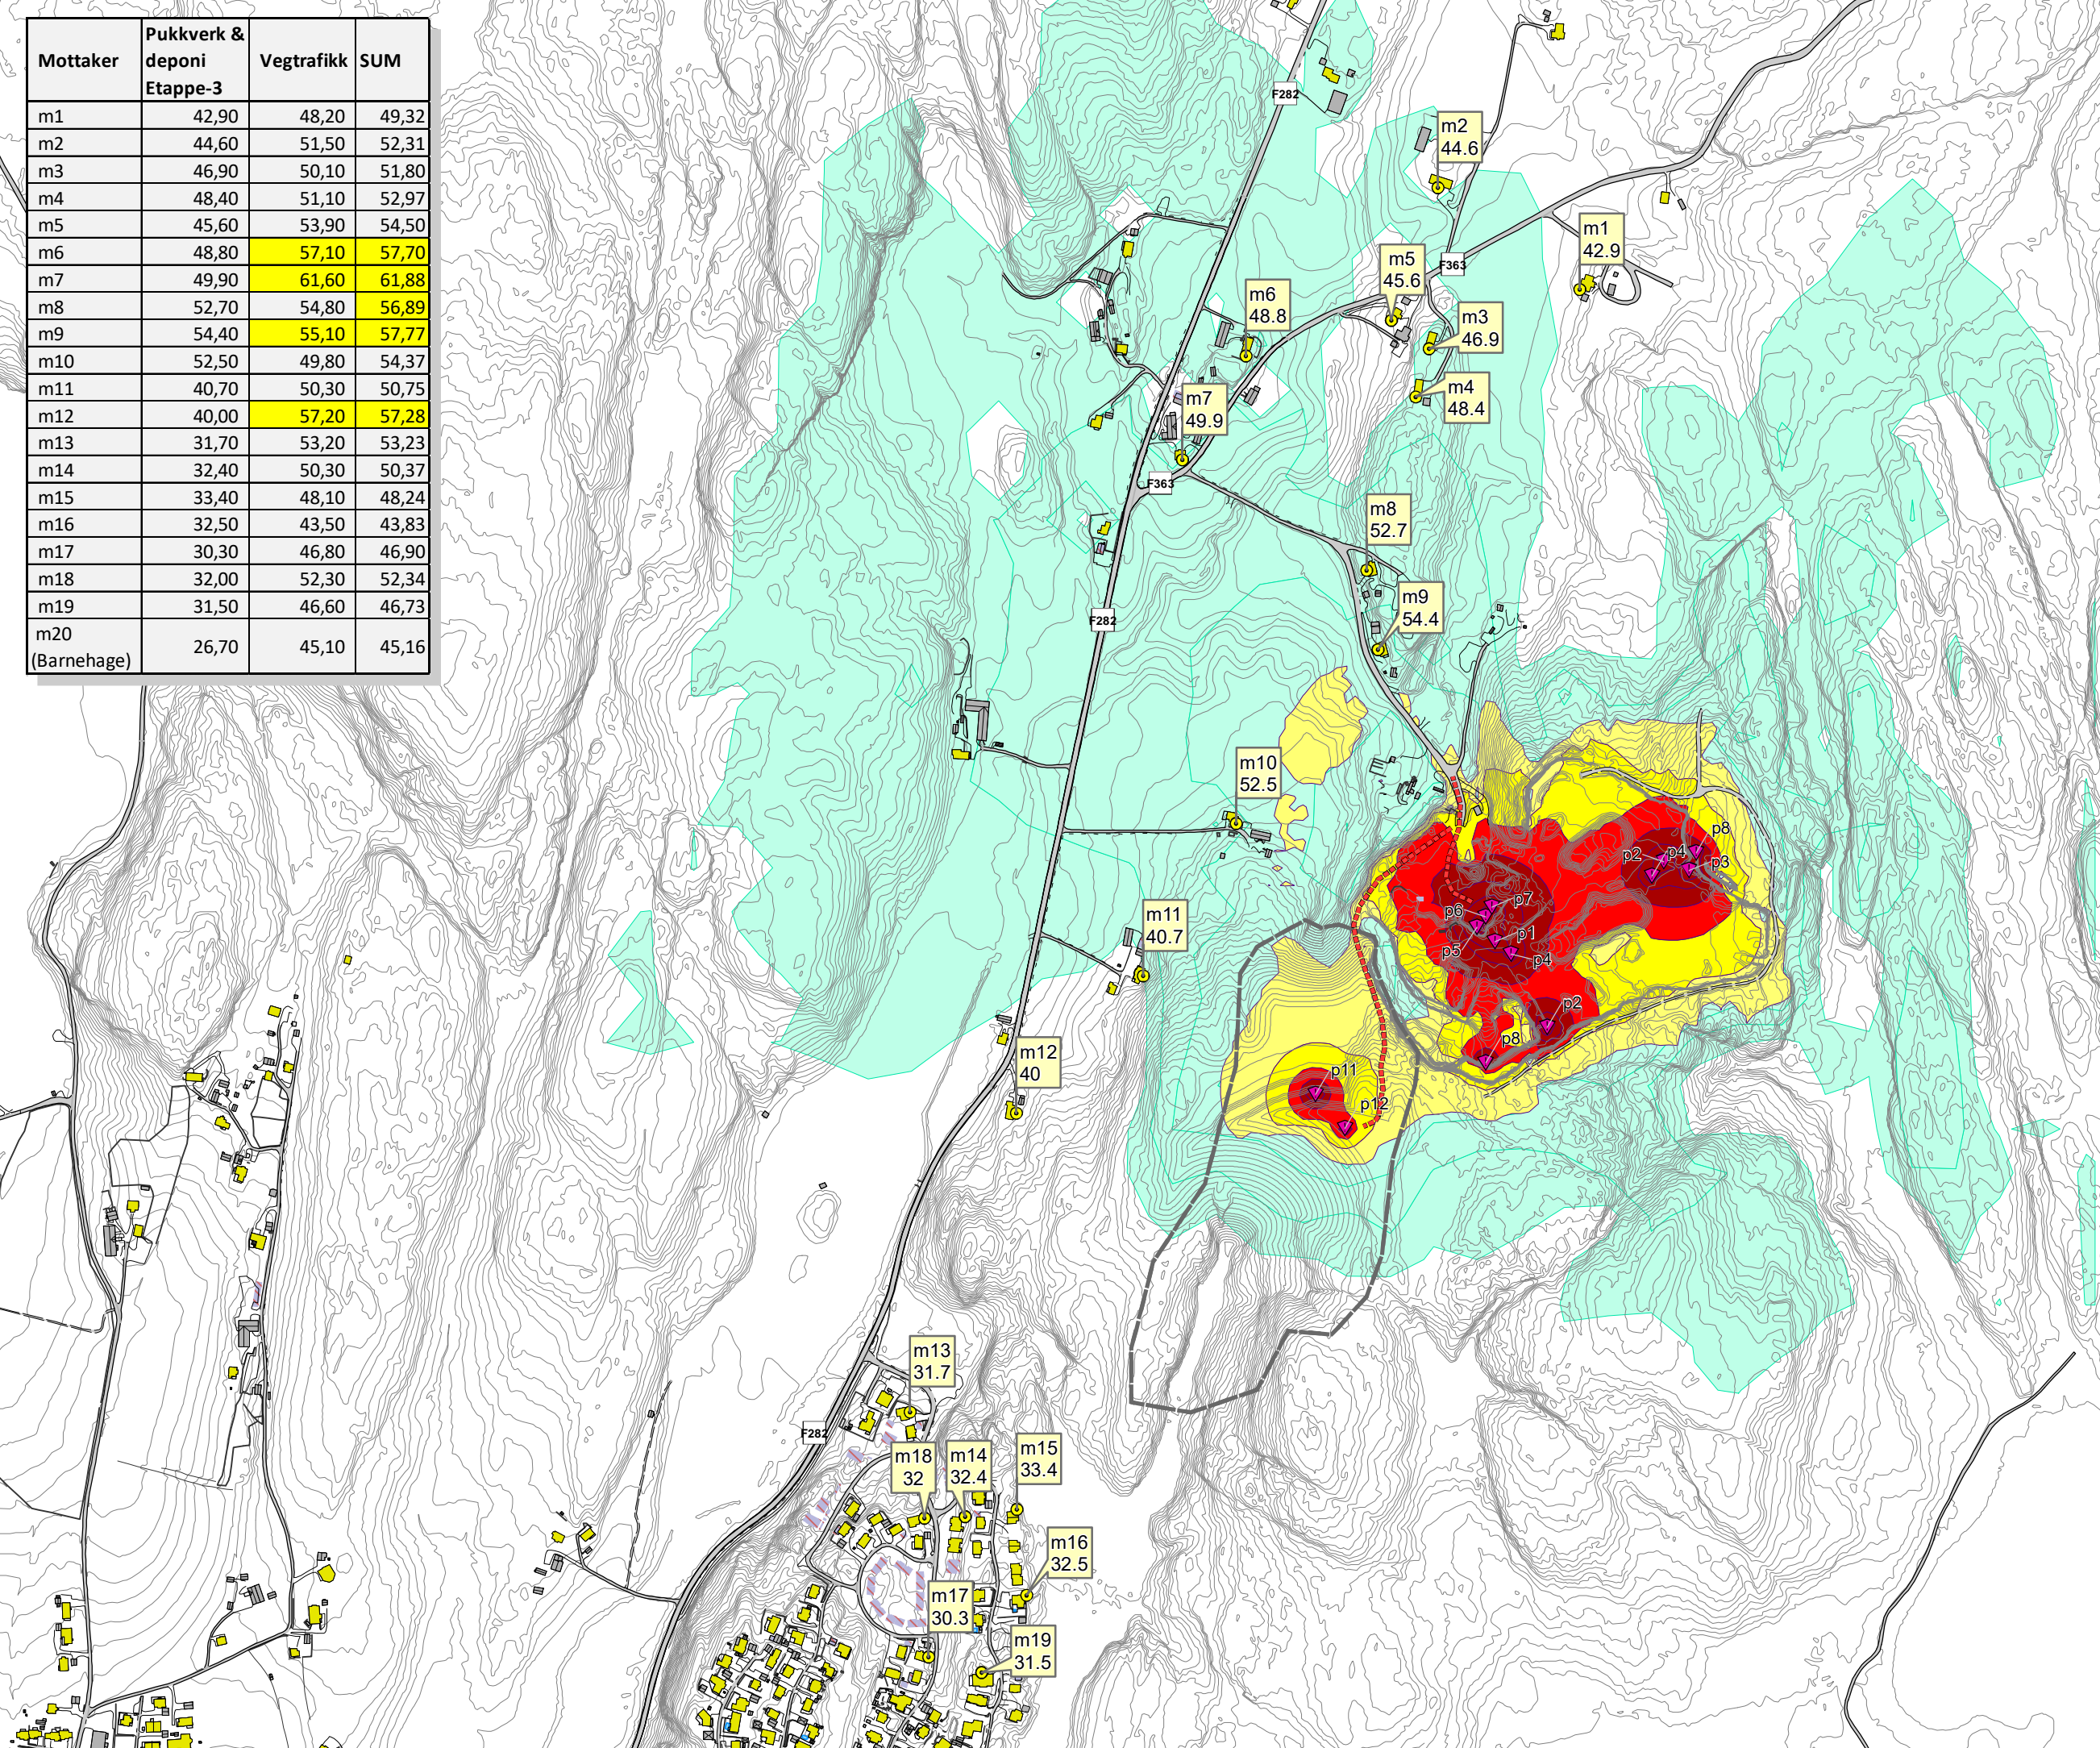 Mottaker Pukkverk & deponi Etappe-3 Vegtrafikk SUM
m1 42,90 48,20 49,32
m2 44,60 51,50 52,31
m3 46,90 50,10 51,80
m4 48,40 51,10 52,97
m5 45,60 53,90 54,50
m6 48,80 57,10 57,70
m7 49,90 61,60 61,88
m8 52,70 54,80 56,89
m9 54,40 55,10 57,77
m10 52,50 49,80 54,37
m11 40,70 50,30 50,75
m12 40,00 57,20 57,28
m13 31,70 53,20 53,23
m14 32,40 50,30 50,37
m15 33,40 48,10 48,24
m16 32,50 43,50 43,83
m17 30,30 46,80 46,90
m18 32,00 52,30 52,34
m19 31,50 46,60 46,73
m20 (Barnehage) 26,70 45,10 45,16
F282
m2
44.6
m1
42.9
m5
45.6
F363
m6
48.8
m3
46.9
m4
48.4
m7
49.9
F363
m8
52.7
m9
54.4
F282
m10
52.5
p8
p2
p4
p3
p7
p6
p1
p5
p4
m11
40.7
p2
p8
m12
40
p11
p12
m13
31.7
F282
m18
32
m14
32.4
m15
33.4
m16
32.5
m17
30.3
m19
31.5